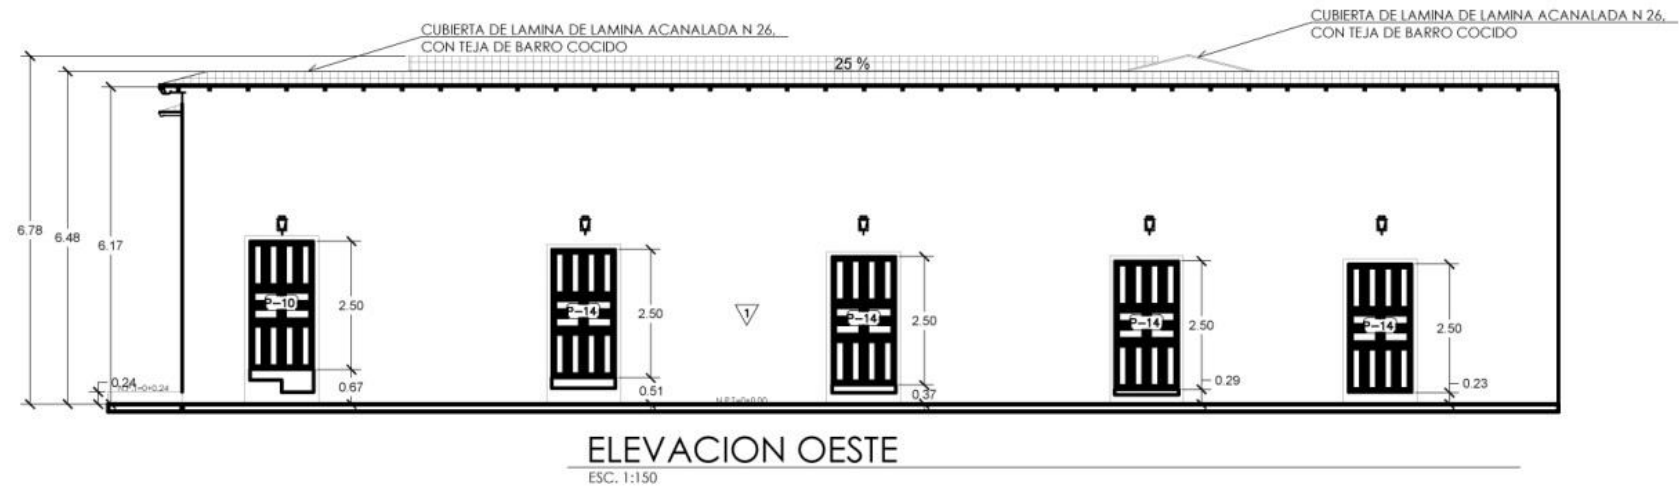 CUBIERTA DE LAMINA DE LAMINA ACANALADA N 26,
CON TEJA DE BARRO COCIDO
CUBIERTA DE LAMINA DE LAMINA ACANALADA N 26,
CON TEJA DE BARRO COCIDO
25 %
6.78
6.48
6.17
P-10
2.50
P-14
2.50
1
P-14
2.50
P-14
2.50
P-14
2.50
0.24
0.67
0.51
0.37
0.29
0.23
ELEVACION OESTE
ESC. 1:150